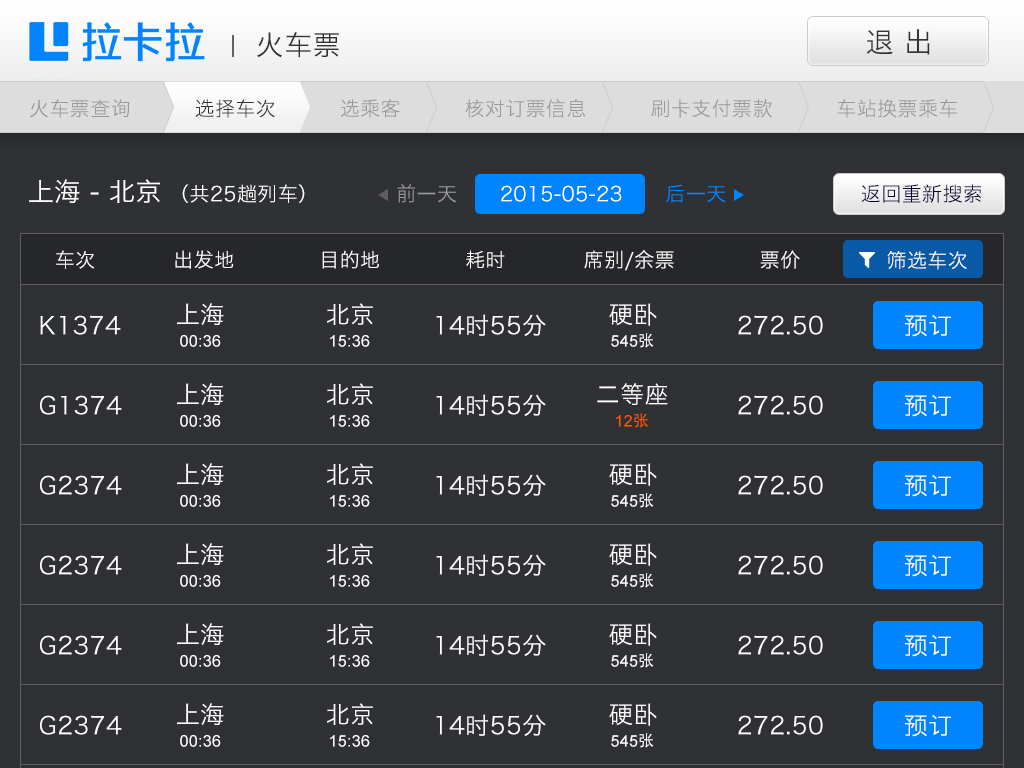 拉卡拉 | 火车票
退 出
火车票查询 选择车次 选乘客 核对订票信息 刷卡支付票款 车站换票乘车
上海 - 北京 (共25趟列车) 前一天 2015-05-23 后一天 返回重新搜索
车次 出发地 目的地 耗时 席别/余票 票价 筛选车次
K1374 上海 00:36 北京 15:36 14时55分 硬卧 545张 272.50 预订
G1374 上海 00:36 北京 15:36 14时55分 二等座 12张 272.50 预订
G2374 上海 00:36 北京 15:36 14时55分 硬卧 545张 272.50 预订
G2374 上海 00:36 北京 15:36 14时55分 硬卧 545张 272.50 预订
G2374 上海 00:36 北京 15:36 14时55分 硬卧 545张 272.50 预订
G2374 上海 00:36 北京 15:36 14时55分 硬卧 545张 272.50 预订